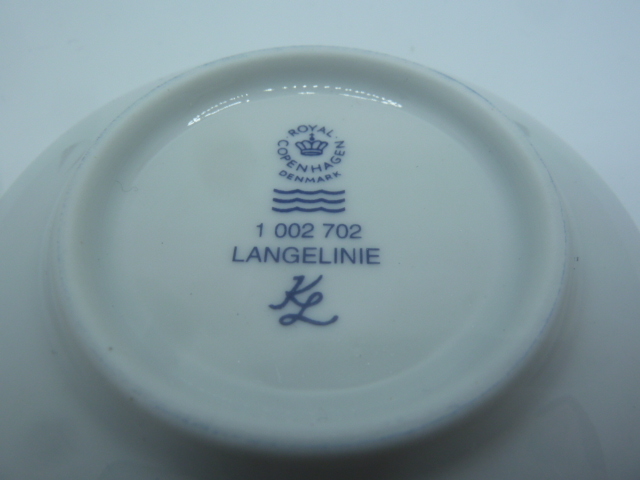 ROYAL
COPENHAGEN
DENMARK
1 002 702
LANGELINIE
KL